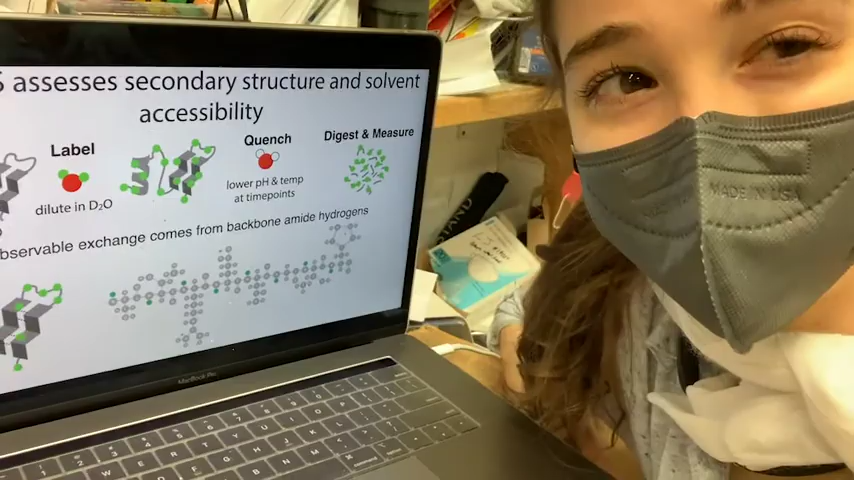 S assesses secondary structure and solvent
accessibility
Label
Quench
Digest & Measure
dilute in D₂O
lower pH & temp
at timepoints
bservable exchange comes from backbone amide hydrogens
MacBook Pro
MADE IN USA
STAND